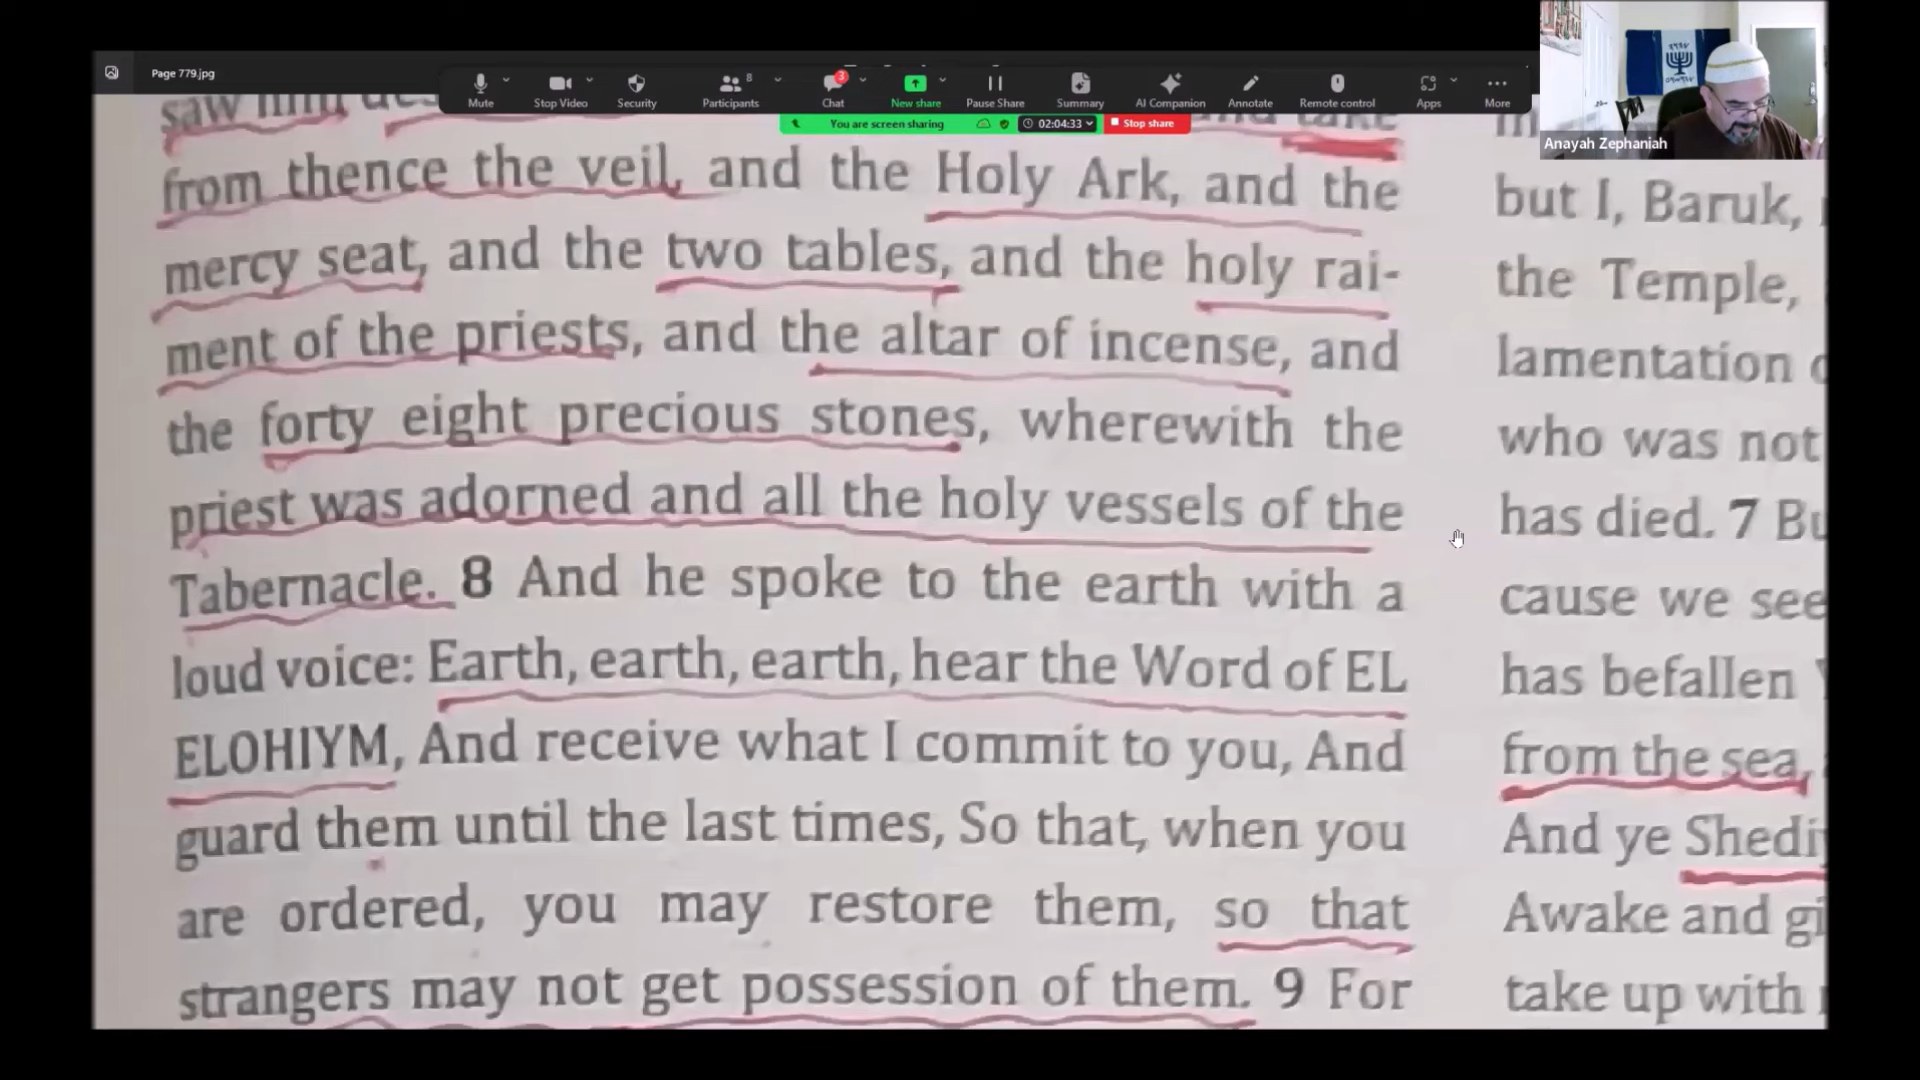 Page 779.jpg
Mute
Stop Video
Security
Participants
8
Chat
3
New share
Pause Share
Summary
AI Companion
Annotate
Remote control
Apps
More
You are screen sharing
02:04:33
Stop share
Anayah Zephaniah
saw him
take
from thence the veil, and the Holy Ark, and the
mercy seat, and the two tables, and the holy rai-
ment of the priests, and the altar of incense, and
the forty eight precious stones, wherewith the
priest was adorned and all the holy vessels of the
Tabernacle. 8 And he spoke to the earth with a
loud voice: Earth, earth, earth, hear the Word of EL
ELOHIYM, And receive what I commit to you, And
guard them until the last times, So that, when you
are ordered, you may restore them, so that
strangers may not get possession of them. 9 For
but I, Baruk,
the Temple,
lamentation
who was not
has died. 7
cause we see
has befallen
from the sea,
And ye
Awake and
take up with